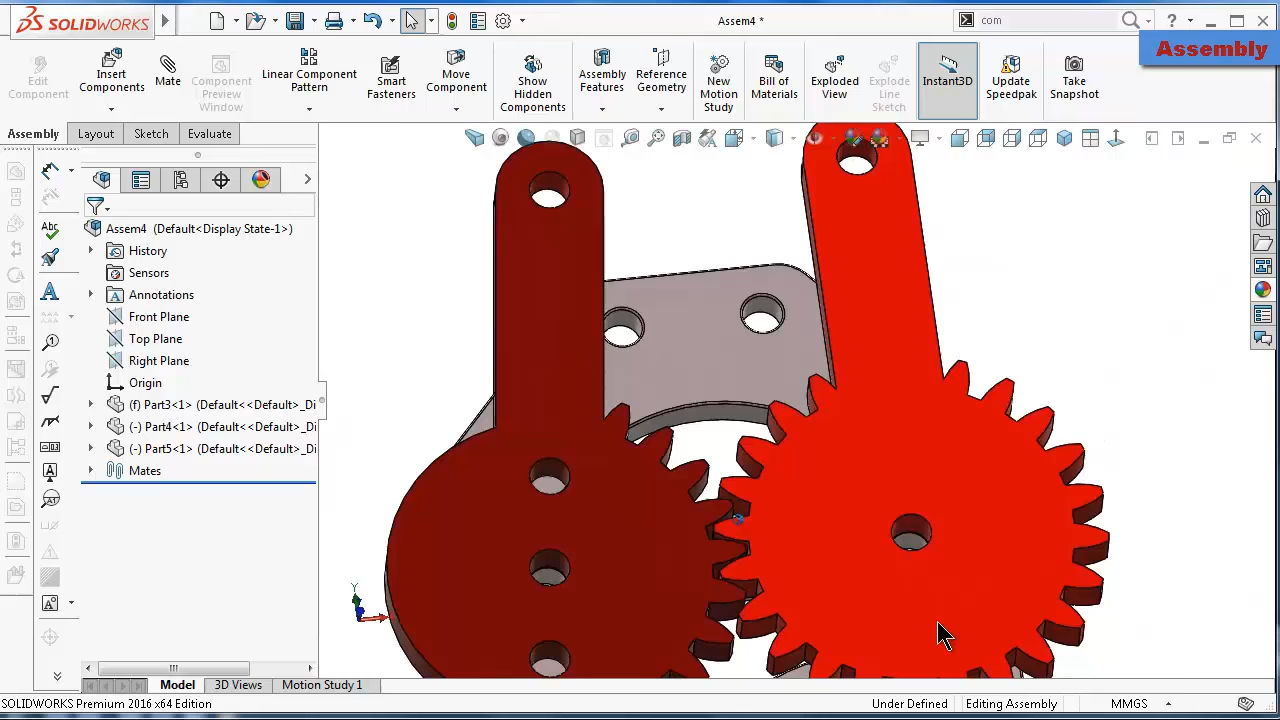 SOLIDWORKS
Assem4 *
com
Assembly
Edit Component
Insert Components
Mate
Component Preview Window
Linear Component Pattern
Smart Fasteners
Move Component
Show Hidden Components
Assembly Features
Reference Geometry
New Motion Study
Bill of Materials
Exploded View
Explode Line Sketch
Instant3D
Update Speedpak
Take Snapshot
Assembly
Layout
Sketch
Evaluate
Assem4 (Default<Display State-1>)
History
Sensors
Annotations
Front Plane
Top Plane
Right Plane
Origin
(f) Part3<1> (Default<<Default>_Di
(-) Part4<1> (Default<<Default>_Di
(-) Part5<1> (Default<<Default>_Di
Mates
Abc
A
Y
Model
3D Views
Motion Study 1
SOLIDWORKS Premium 2016 x64 Edition
Under Defined
Editing Assembly
MMGS